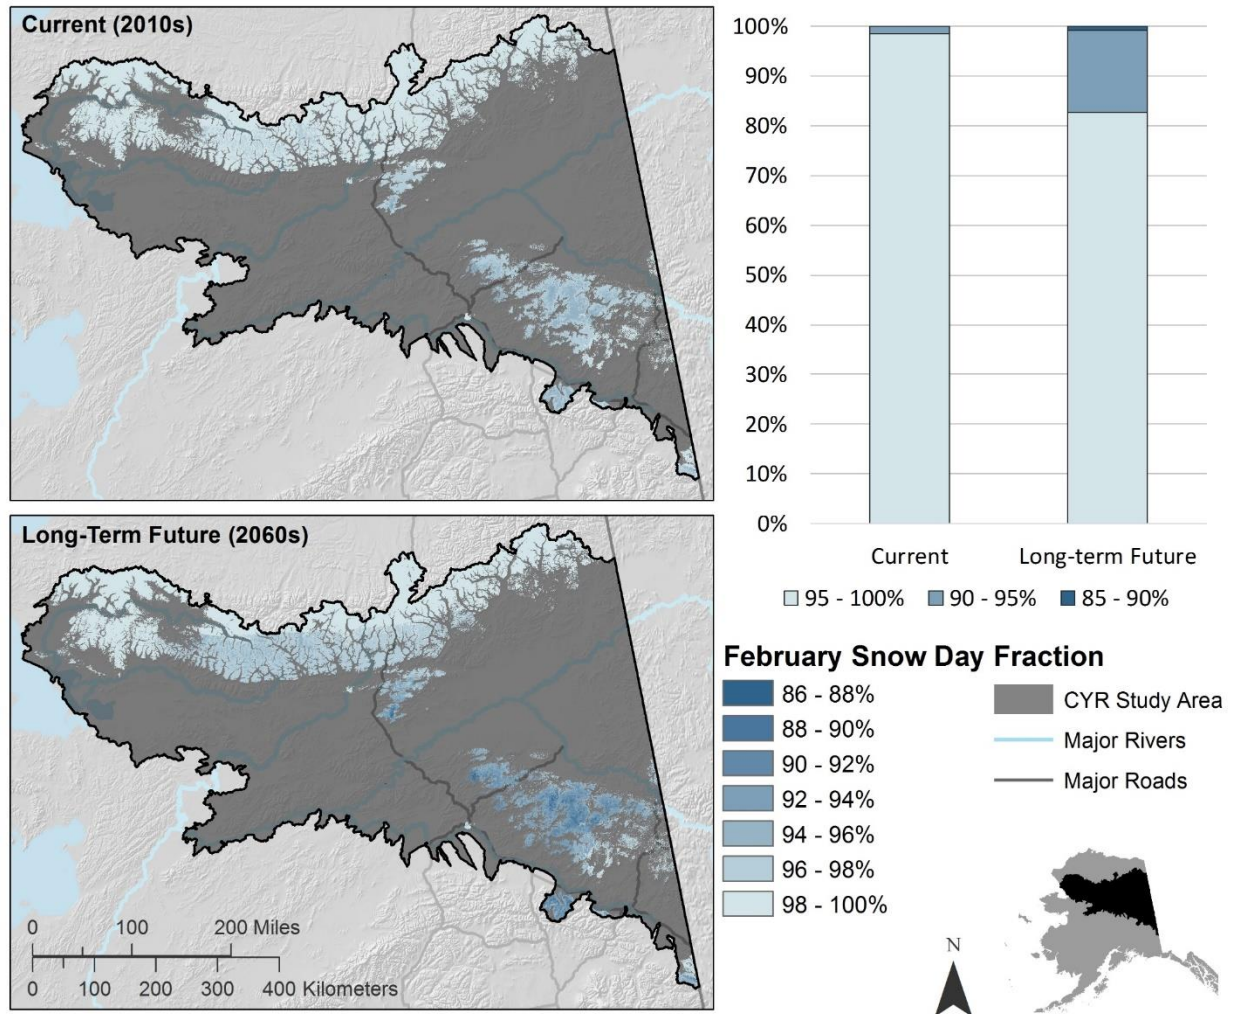 Current (2010s)
100%
90%
80%
70%
60%
50%
40%
30%
20%
10%
0%
Current Long-term Future
95 - 100% 90 - 95% 85 - 90%
Long-Term Future (2060s)
0 100 200 Miles
0 100 200 300 400 Kilometers
February Snow Day Fraction
86 - 88%
88 - 90%
90 - 92%
92 - 94%
94 - 96%
96 - 98%
98 - 100%
CYR Study Area
Major Rivers
Major Roads
N